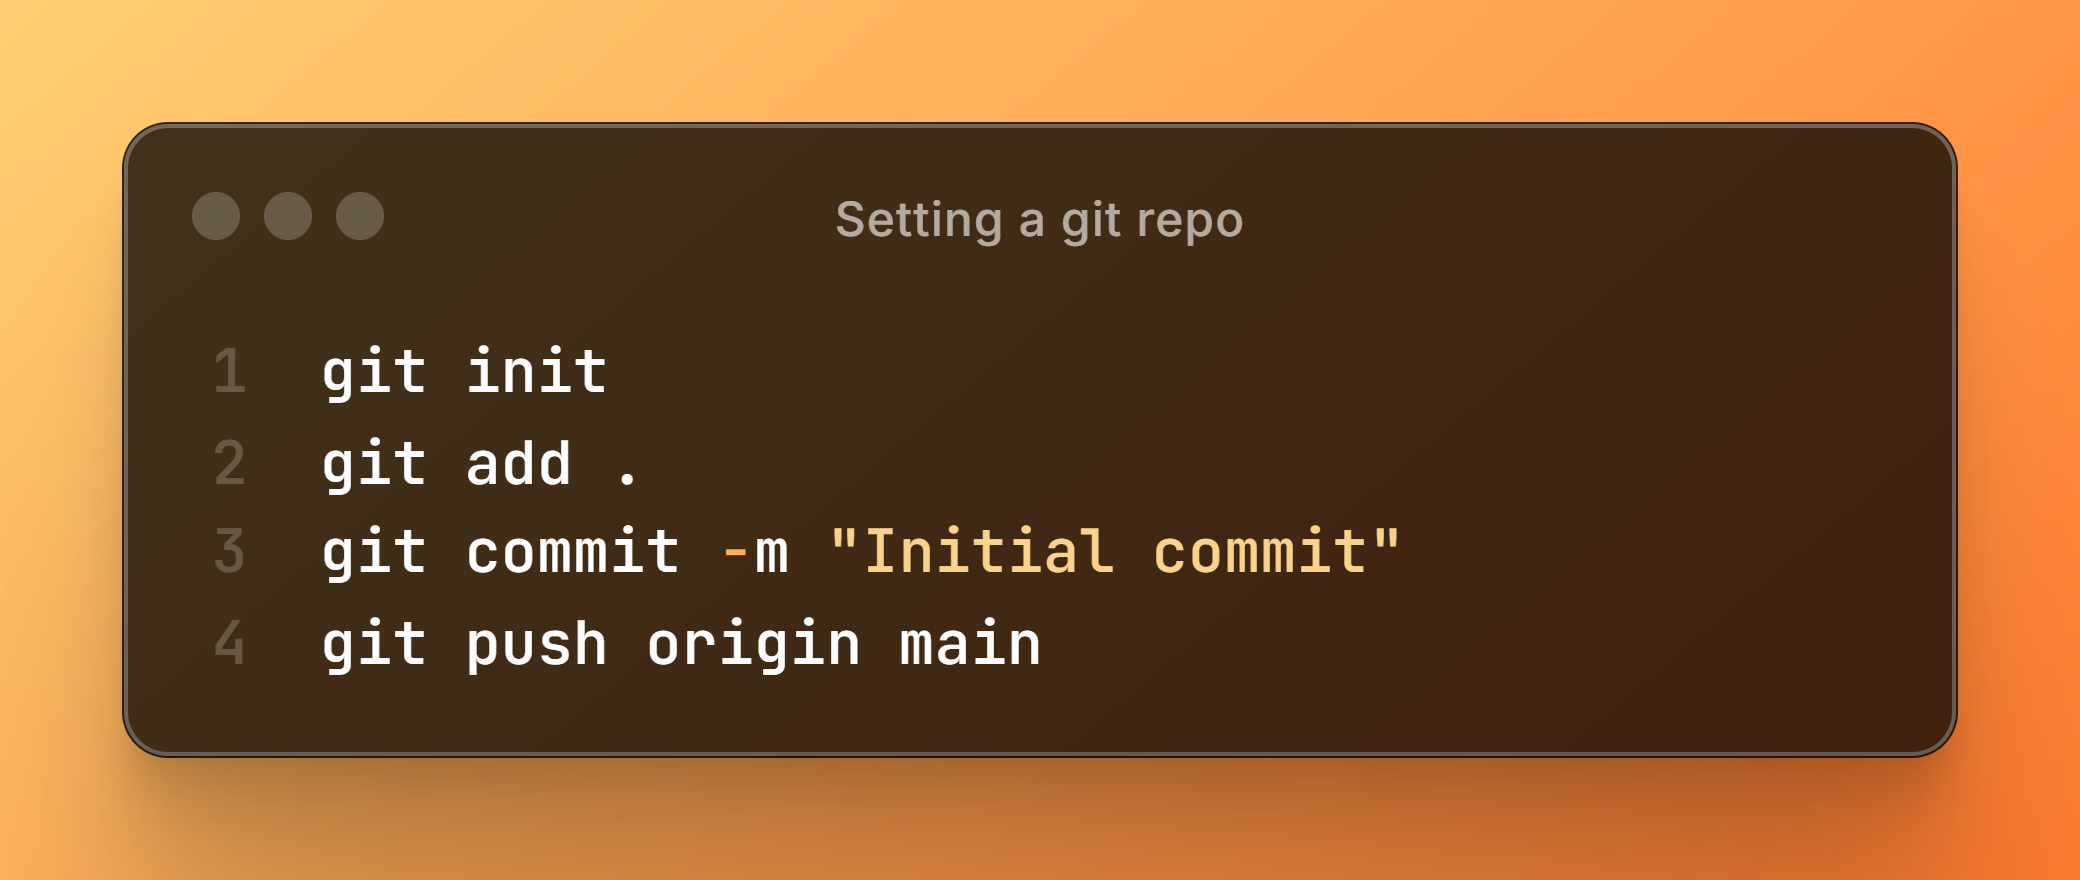 Setting a git repo
1 git init
2 git add .
3 git commit -m "Initial commit"
4 git push origin main